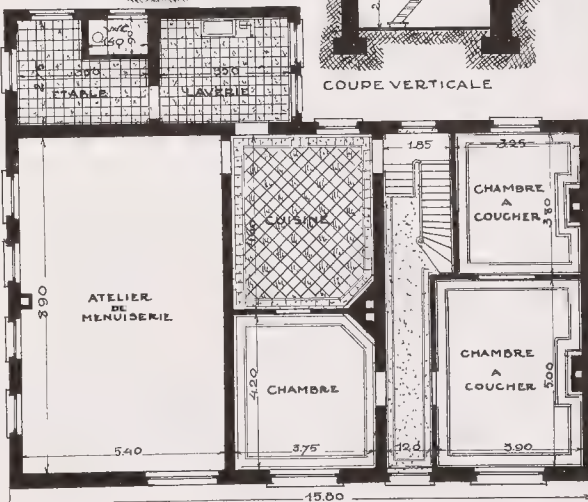 COUPE VERTICALE
W.C.
ETABLE
LAVERIE
1.85
3.25
CHAMBRE
A
COUCHER
3.80
CUISINE
8.90
ATELIER
DE
MENUISERIE
4.20
CHAMBRE
CHAMBRE
A
COUCHER
5.00
5.40
3.75
1.20
3.90
15.80